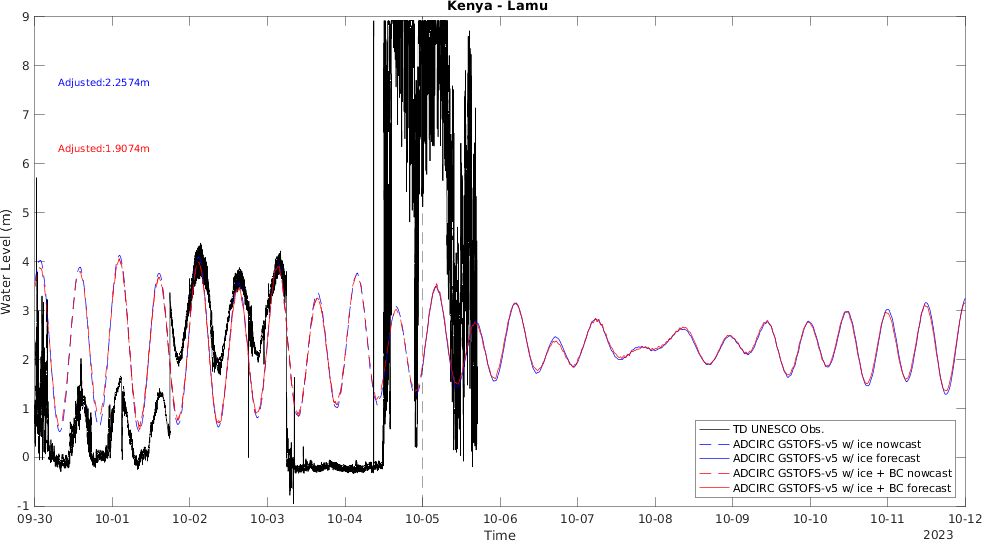 Kenya - Lamu
9
8
7
6
5
4
3
2
1
0
-1
Water Level (m)
Adjusted:2.2574m
Adjusted:1.9074m
TD UNESCO Obs.
ADCIRC GSTOFS-v5 w/ ice nowcast
ADCIRC GSTOFS-v5 w/ ice forecast
ADCIRC GSTOFS-v5 w/ ice + BC nowcast
ADCIRC GSTOFS-v5 w/ ice + BC forecast
09-30 10-01 10-02 10-03 10-04 10-05 10-06 10-07 10-08 10-09 10-10 10-11 10-12
Time
2023